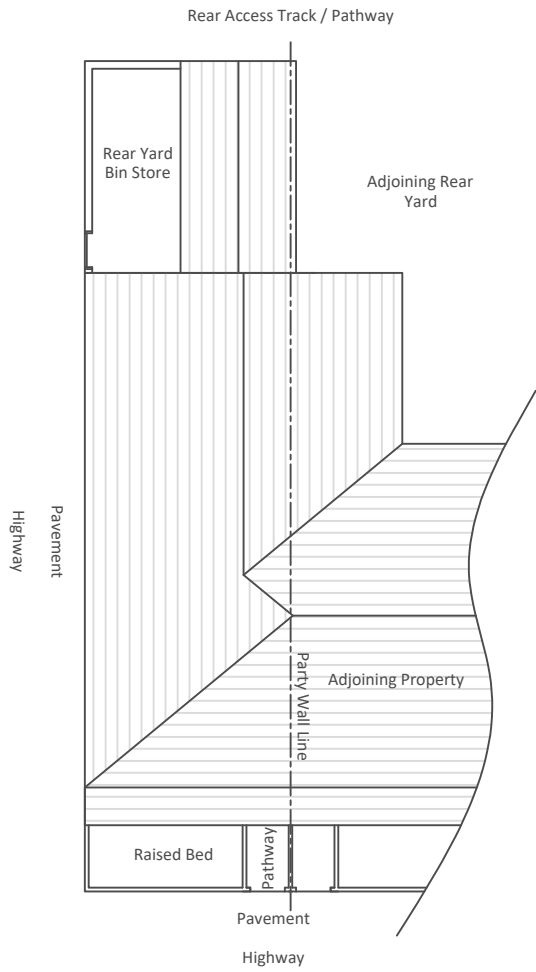 Rear Access Track / Pathway
Rear Yard
Bin Store
Adjoining Rear
Yard
Pavement
Highway
Party Wall Line
Adjoining Property
Raised Bed
Pathway
Pavement
Highway